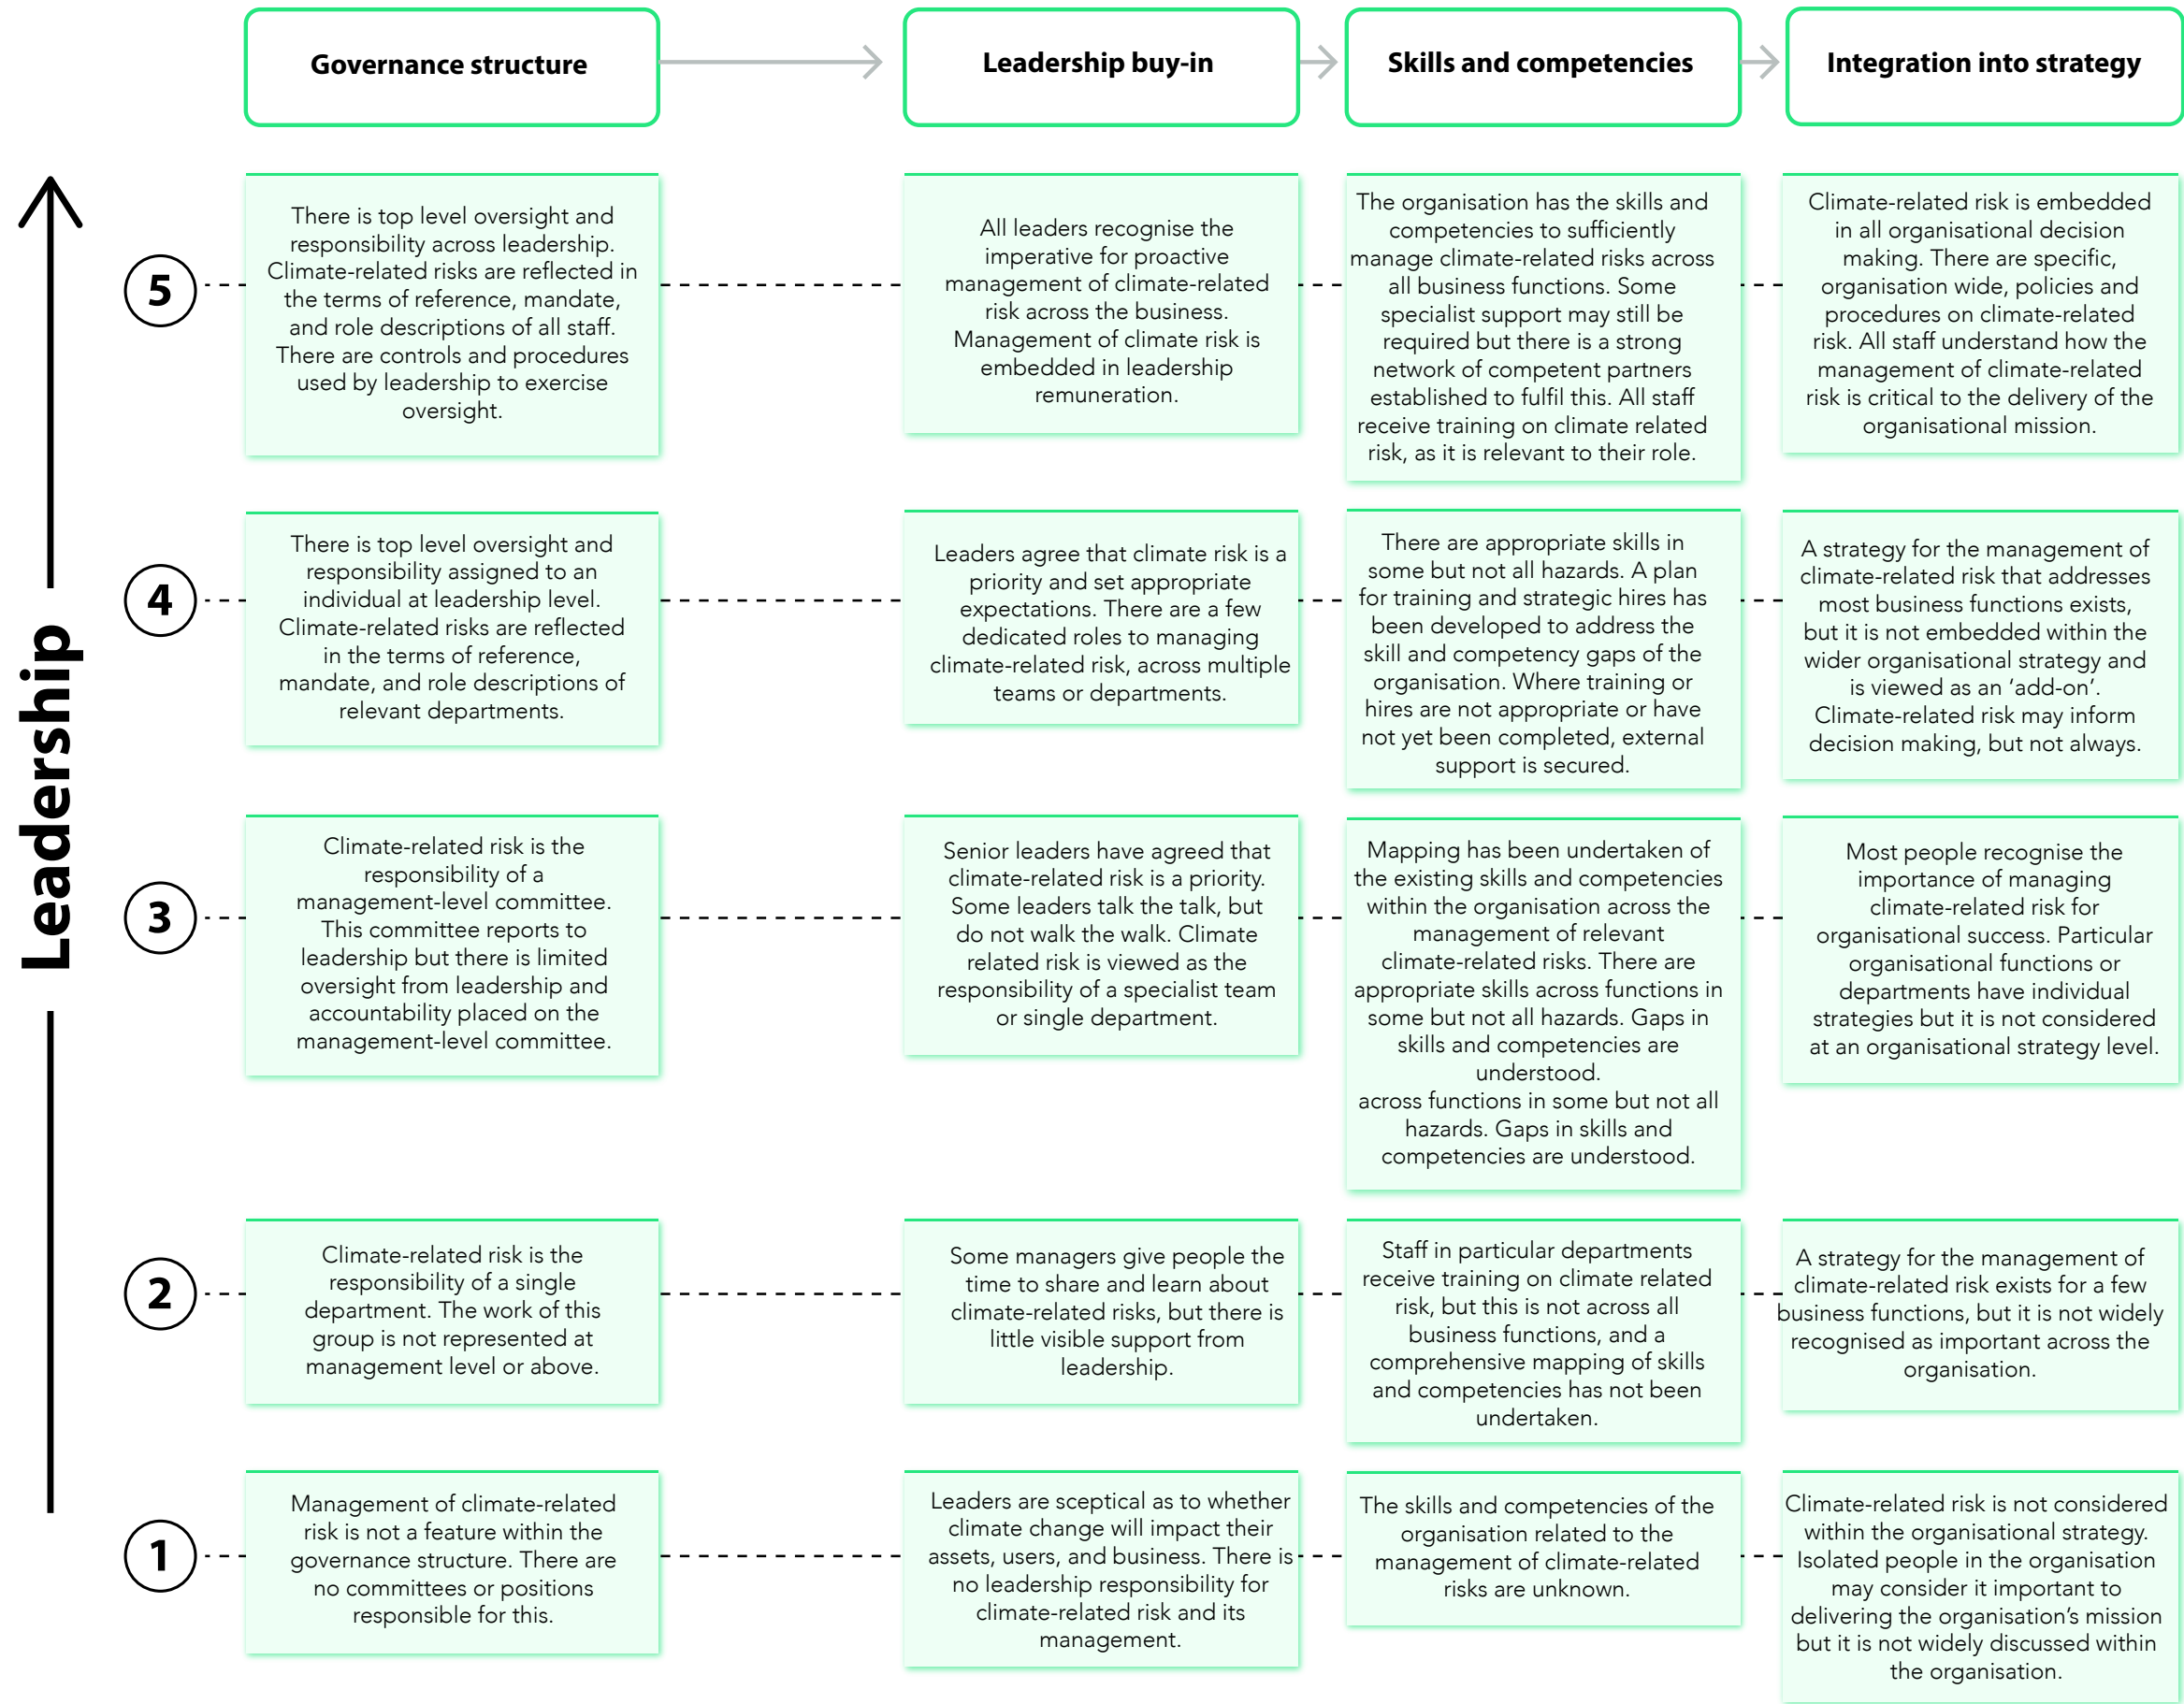 Governance structure
Leadership buy-in
Skills and competencies
Integration into strategy
Leadership
5
There is top level oversight and
responsibility across leadership.
Climate-related risks are reflected in
the terms of reference, mandate,
and role descriptions of all staff.
There are controls and procedures
used by leadership to exercise
oversight.
All leaders recognise the
imperative for proactive
management of climate-related
risk across the business.
Management of climate risk is
embedded in leadership
remuneration.
The organisation has the skills and
competencies to sufficiently
manage climate-related risks across
all business functions. Some
specialist support may still be
required but there is a strong
network of competent partners
established to fulfil this. All staff
receive training on climate related
risk, as it is relevant to their role.
Climate-related risk is embedded
in all organisational decision
making. There are specific,
organisation wide, policies and
procedures on climate-related
risk. All staff understand how the
management of climate-related
risk is critical to the delivery of the
organisational mission.
4
There is top level oversight and
responsibility assigned to an
individual at leadership level.
Climate-related risks are reflected
in the terms of reference,
mandate, and role descriptions of
relevant departments.
Leaders agree that climate risk is a
priority and set appropriate
expectations. There are a few
dedicated roles to managing
climate-related risk, across multiple
teams or departments.
There are appropriate skills in
some but not all hazards. A plan
for training and strategic hires has
been developed to address the
skill and competency gaps of the
organisation. Where training or
hires are not appropriate or have
not yet been completed, external
support is secured.
A strategy for the management of
climate-related risk that addresses
most business functions exists,
but it is not embedded within the
wider organisational strategy and
is viewed as an ‘add-on’.
Climate-related risk may inform
decision making, but not always.
3
Climate-related risk is the
responsibility of a
management-level committee.
This committee reports to
leadership but there is limited
oversight from leadership and
accountability placed on the
management-level committee.
Senior leaders have agreed that
climate-related risk is a priority.
Some leaders talk the talk, but
do not walk the walk. Climate
related risk is viewed as the
responsibility of a specialist team
or single department.
Mapping has been undertaken of
the existing skills and competencies
within the organisation across the
management of relevant
climate-related risks. There are
appropriate skills across functions in
some but not all hazards. Gaps in
skills and competencies are
understood.
across functions in some but not all
hazards. Gaps in skills and
competencies are understood.
Most people recognise the
importance of managing
climate-related risk for
organisational success. Particular
organisational functions or
departments have individual
strategies but it is not considered
at an organisational strategy level.
2
Climate-related risk is the
responsibility of a single
department. The work of this
group is not represented at
management level or above.
Some managers give people the
time to share and learn about
climate-related risks, but there is
little visible support from
leadership.
Staff in particular departments
receive training on climate related
risk, but this is not across all
business functions, and a
comprehensive mapping of skills
and competencies has not been
undertaken.
A strategy for the management of
climate-related risk exists for a few
business functions, but it is not widely
recognised as important across the
organisation.
1
Management of climate-related
risk is not a feature within the
governance structure. There are
no committees or positions
responsible for this.
Leaders are sceptical as to whether
climate change will impact their
assets, users, and business. There is
no leadership responsibility for
climate-related risk and its
management.
The skills and competencies of the
organisation related to the
management of climate-related
risks are unknown.
Climate-related risk is not considered
within the organisational strategy.
Isolated people in the organisation
may consider it important to
delivering the organisation’s mission
but it is not widely discussed within
the organisation.